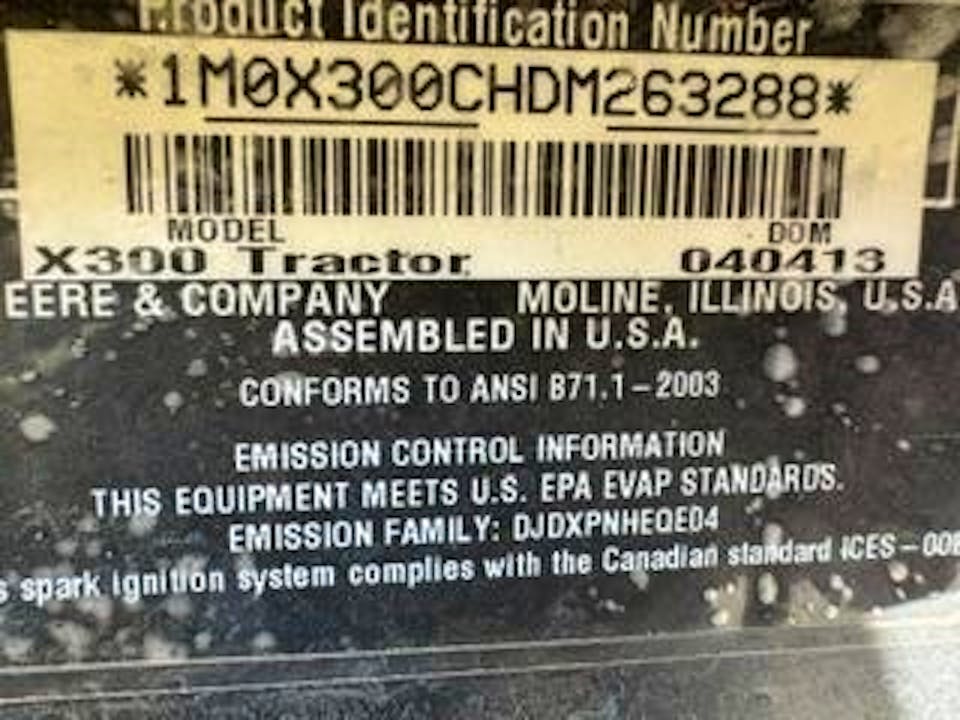 Product Identification Number
*1M0X300CHDM263288*
MODEL DOM
X300 Tractor 040413
EERE & COMPANY MOLINE, ILLINOIS, U.S.A
ASSEMBLED IN U.S.A.
CONFORMS TO ANSI B71.1-2003
EMISSION CONTROL INFORMATION
THIS EQUIPMENT MEETS U.S. EPA EVAP STANDARDS.
EMISSION FAMILY: DJDXPNHEQE04
s spark ignition system complies with the Canadian standard ICES-008